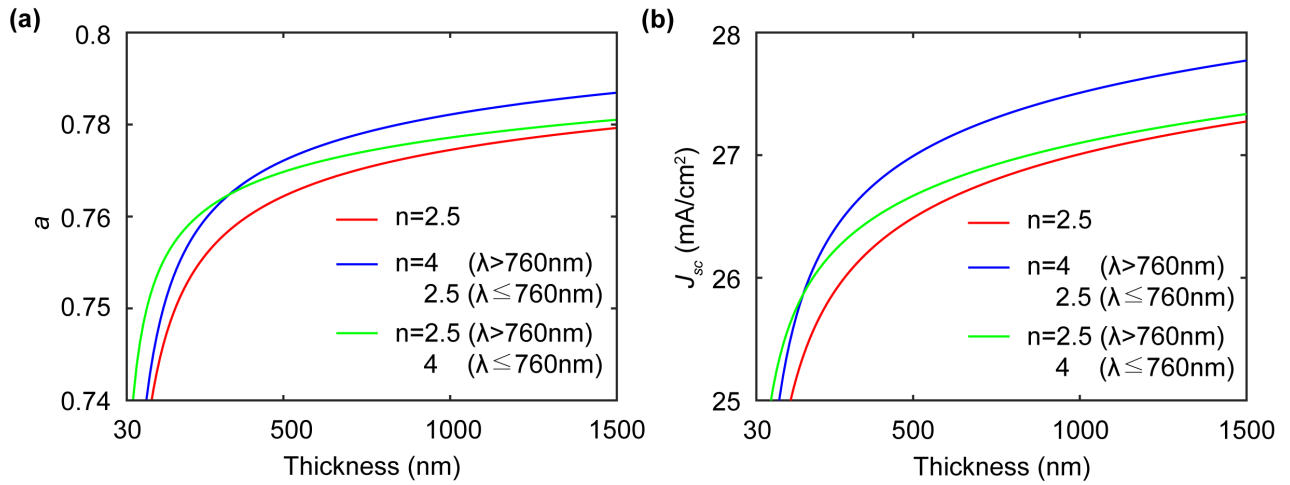 (a)
a
0.8
0.78
0.76
0.75
0.74
30 500 1000 1500
Thickness (nm)
n=2.5
n=4 (λ>760nm)
2.5 (λ≤760nm)
n=2.5 (λ>760nm)
4 (λ≤760nm)
(b)
Jsc (mA/cm²)
28
27
26
25
30 500 1000 1500
Thickness (nm)
n=2.5
n=4 (λ>760nm)
2.5 (λ≤760nm)
n=2.5 (λ>760nm)
4 (λ≤760nm)